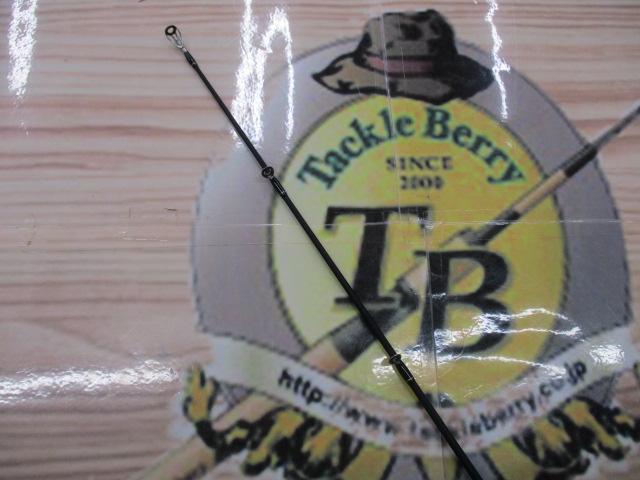 Tackle Berry
SINCE
2000
TB
http://www.tackleberry.co.jp